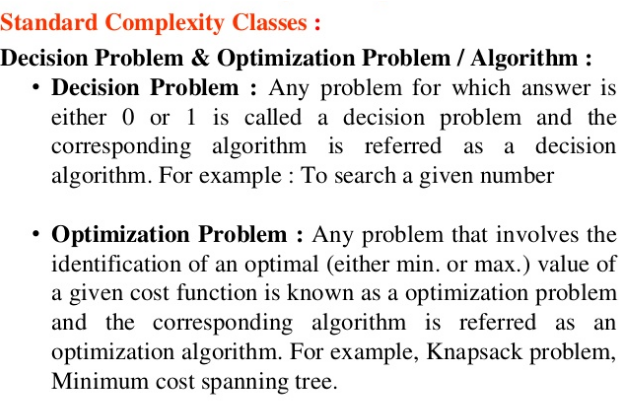 Standard Complexity Classes :
Decision Problem & Optimization Problem / Algorithm :
• Decision Problem : Any problem for which answer is
either 0 or 1 is called a decision problem and the
corresponding algorithm is referred as a decision
algorithm. For example : To search a given number
• Optimization Problem : Any problem that involves the
identification of an optimal (either min. or max.) value of
a given cost function is known as a optimization problem
and the corresponding algorithm is referred as an
optimization algorithm. For example, Knapsack problem,
Minimum cost spanning tree.